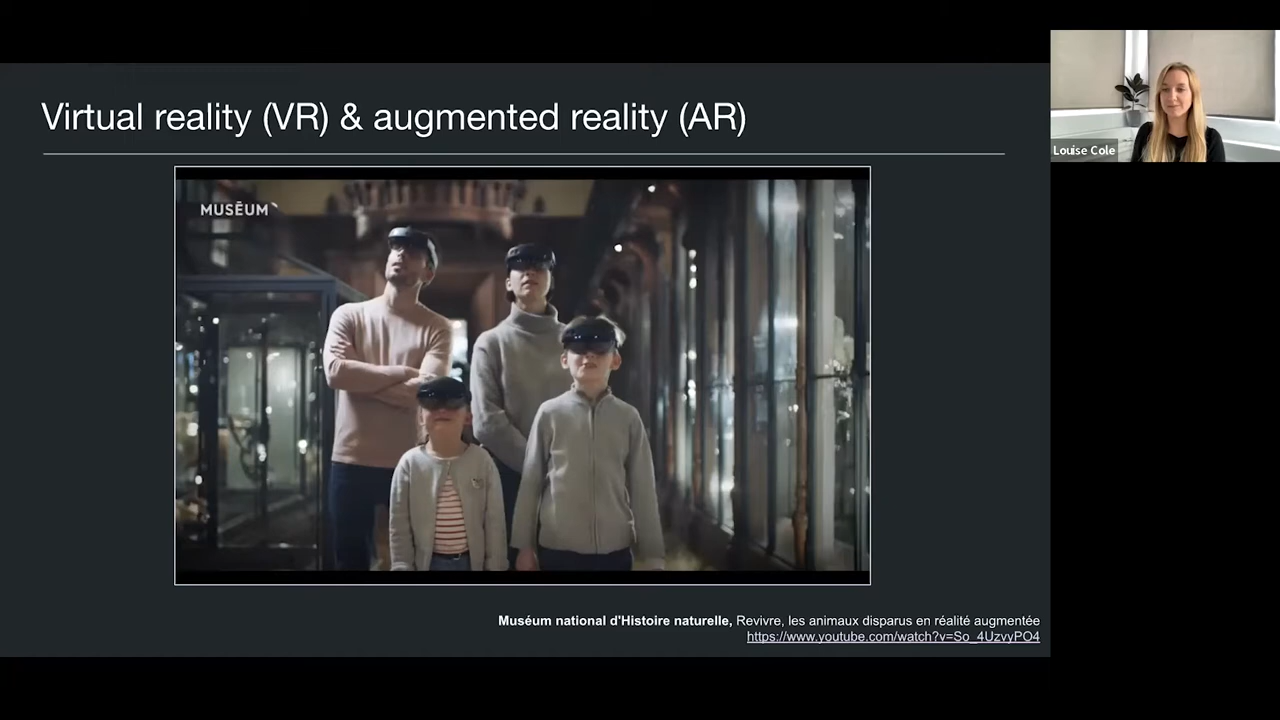 Virtual reality (VR) & augmented reality (AR)
Louise Cole
MUSĒUM
Muséum national d'Histoire naturelle, Revivre, les animaux disparus en réalité augmentée
https://www.youtube.com/watch?v=So_4UzvyPO4